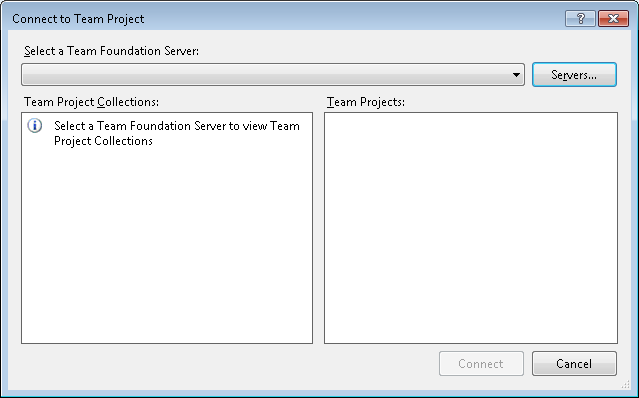 Connect to Team Project
?
Select a Team Foundation Server:
Servers...
Team Project Collections:
Team Projects:
Select a Team Foundation Server to view Team
Project Collections
Connect
Cancel